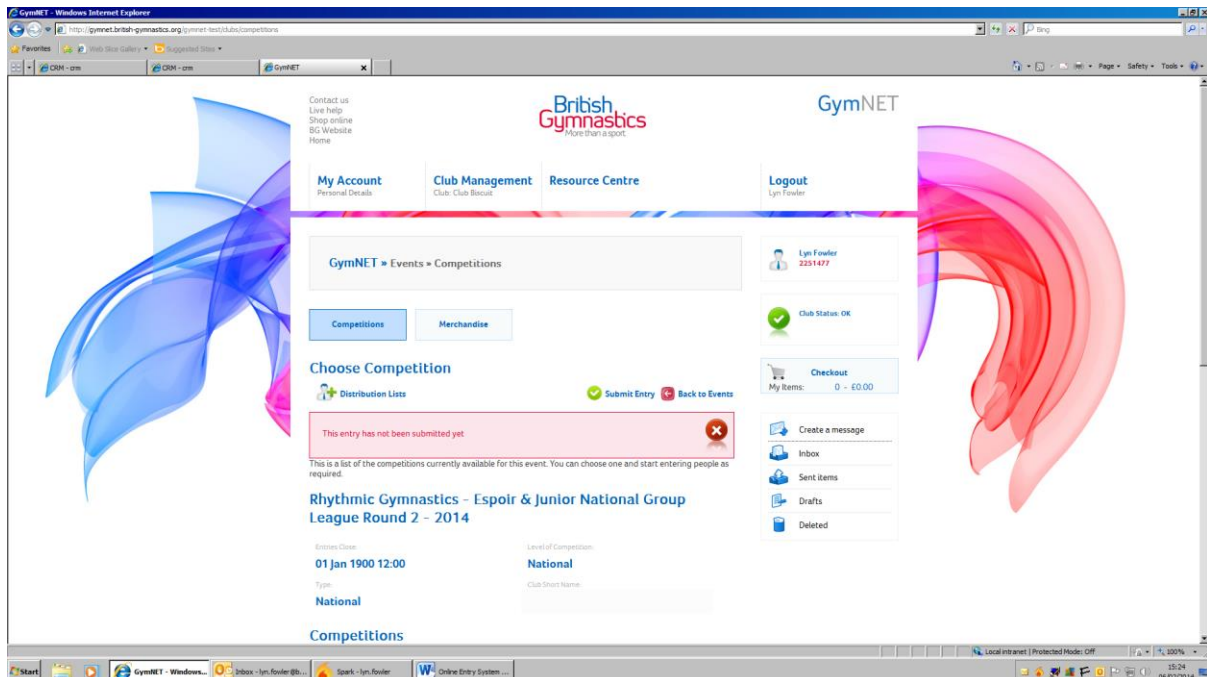 GymNET - Windows Internet Explorer
http://gymnet.british-gymnastics.org/gymnet-test/clubs/competitions
Bing
Favorites Web Slice Gallery Suggested Sites
CRM - crm
CRM - crm
GymNET
Page Safety Tools
Contact us
Live help
Shop online
BG Website
Home
British
Gymnastics
More than a sport
GymNET
My Account
Personal Details
Club Management
Club: Club Biscuit
Resource Centre
Logout
Lyn Fowler
GymNET » Events » Competitions
Lyn Fowler
2251477
Competitions
Merchandise
Club Status: OK
Choose Competition
Distribution Lists
Submit Entry
Back to Events
Checkout
My Items: 0 - £0.00
This entry has not been submitted yet
Create a message
Inbox
Sent items
Drafts
Deleted
This is a list of the competitions currently available for this event. You can choose one and start entering people as
required.
Rhythmic Gymnastics - Espoir & Junior National Group
League Round 2 - 2014
Entries Close:
01 Jan 1900 12:00
Level of Competition:
National
Type:
National
Club Short Name:
Competitions
Local intranet | Protected Mode: Off
100%
Start
GymNET - Windows...
Inbox - lyn.fowler@b...
Spark - lyn.fowler
Online Entry System ...
15:24